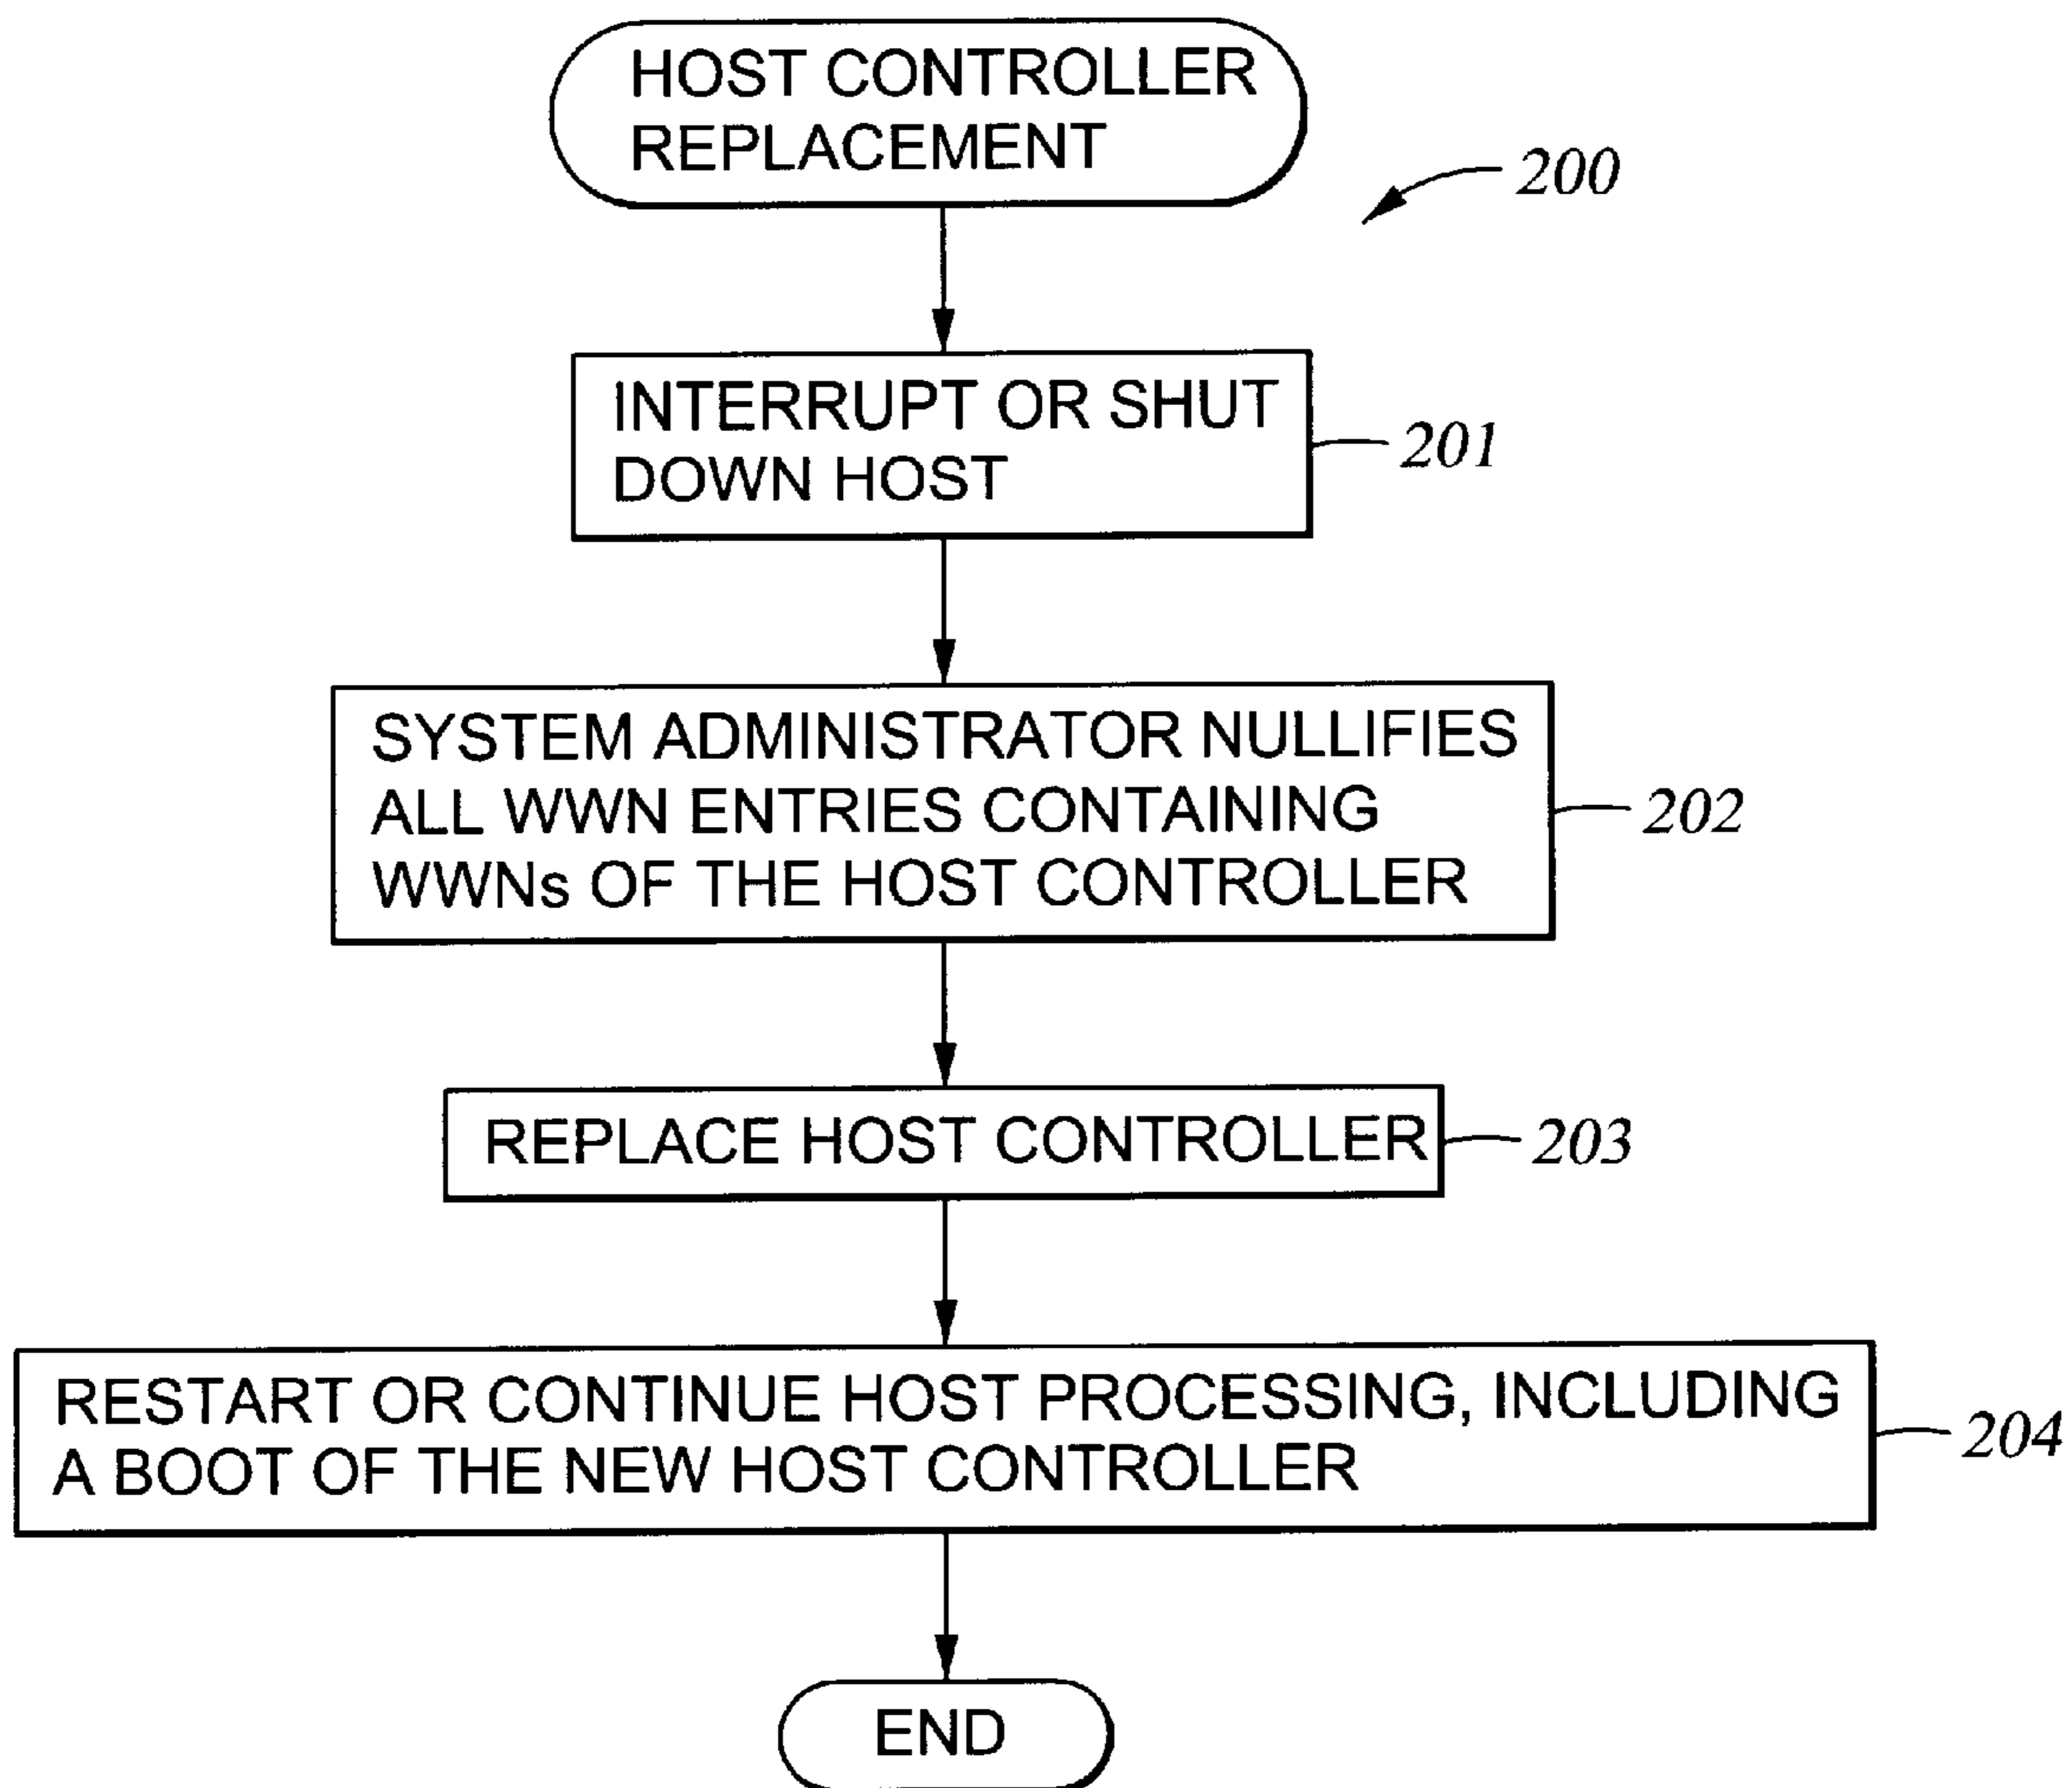 HOST CONTROLLER
REPLACEMENT
200
INTERRUPT OR SHUT
DOWN HOST
201
SYSTEM ADMINISTRATOR NULLIFIES
ALL WWN ENTRIES CONTAINING
WWNs OF THE HOST CONTROLLER
202
REPLACE HOST CONTROLLER
203
RESTART OR CONTINUE HOST PROCESSING, INCLUDING
A BOOT OF THE NEW HOST CONTROLLER
204
END